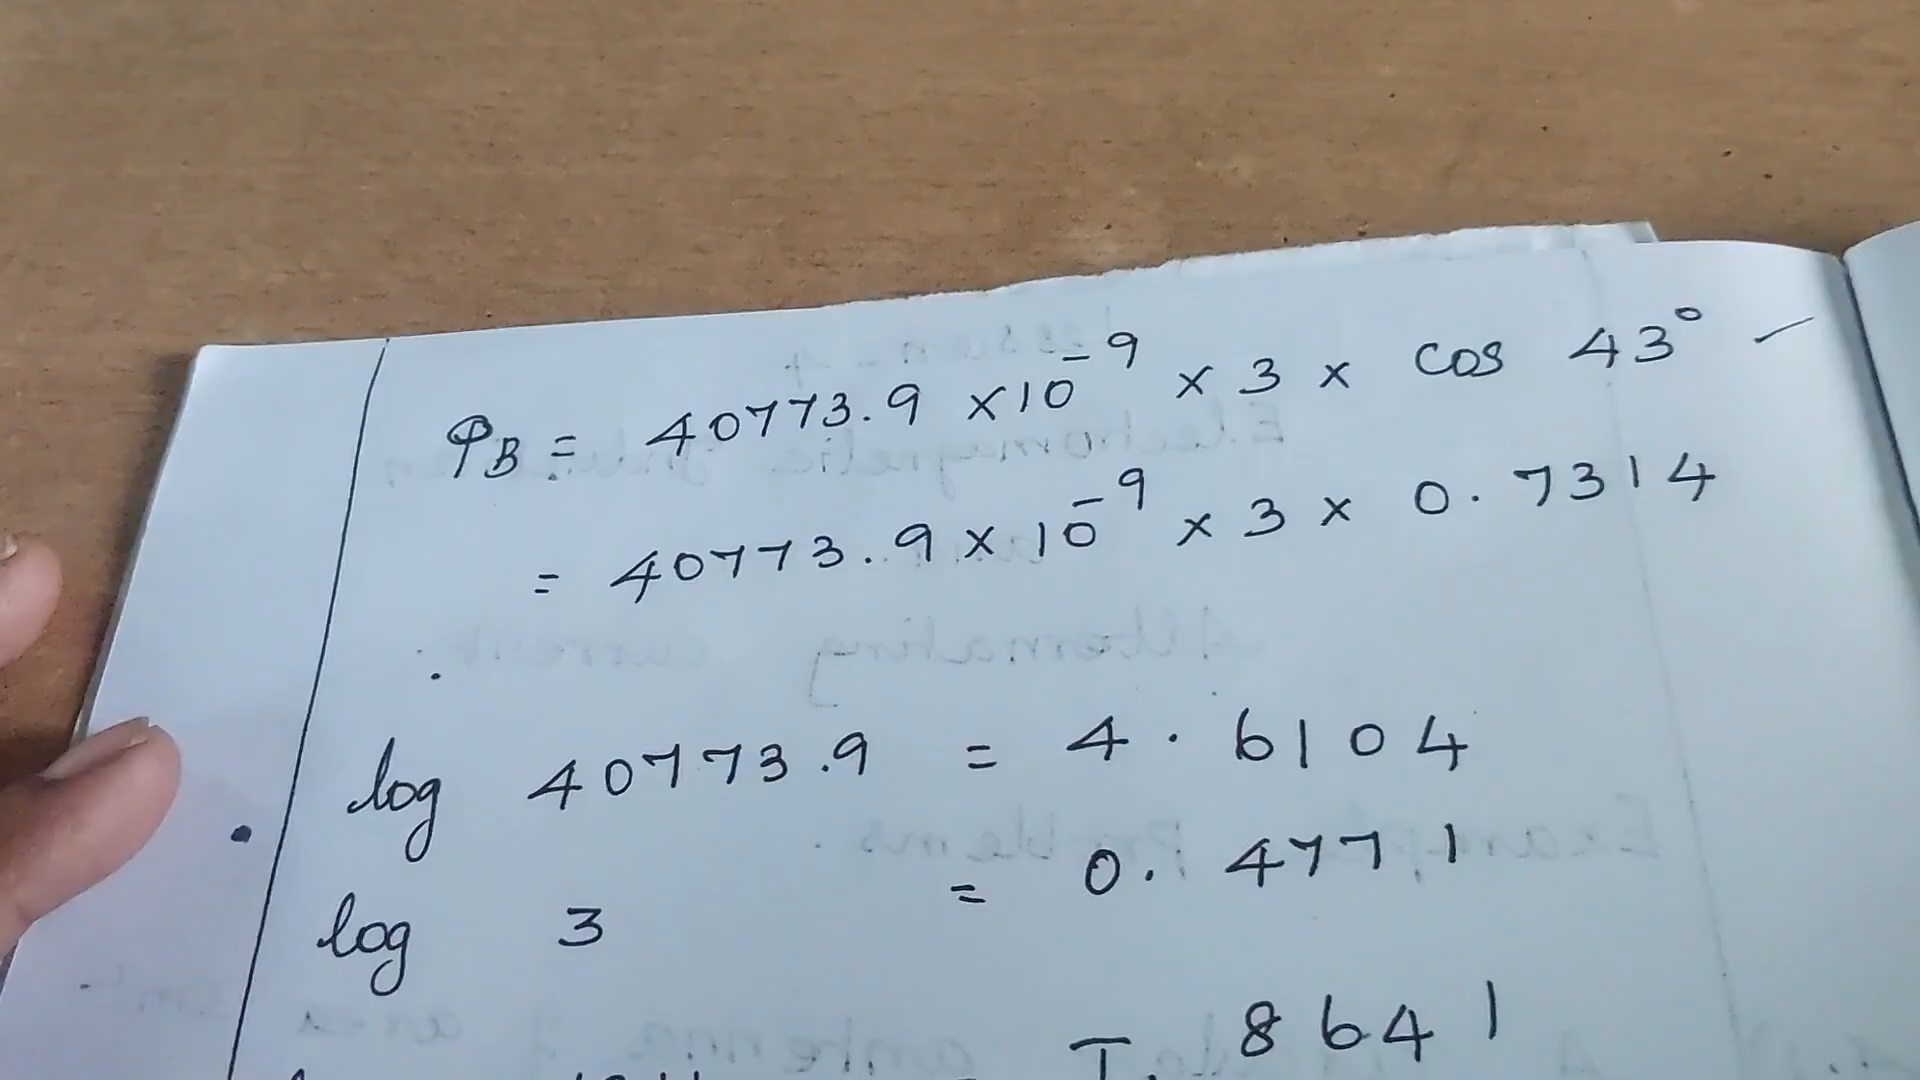 φB = 40773.9 × 10⁻⁹ × 3 × cos 43° –
= 40773.9 × 10⁻⁹ × 3 × 0.7314
log 40773.9 = 4.6104
log 3 = 0.4771
1̅.8641